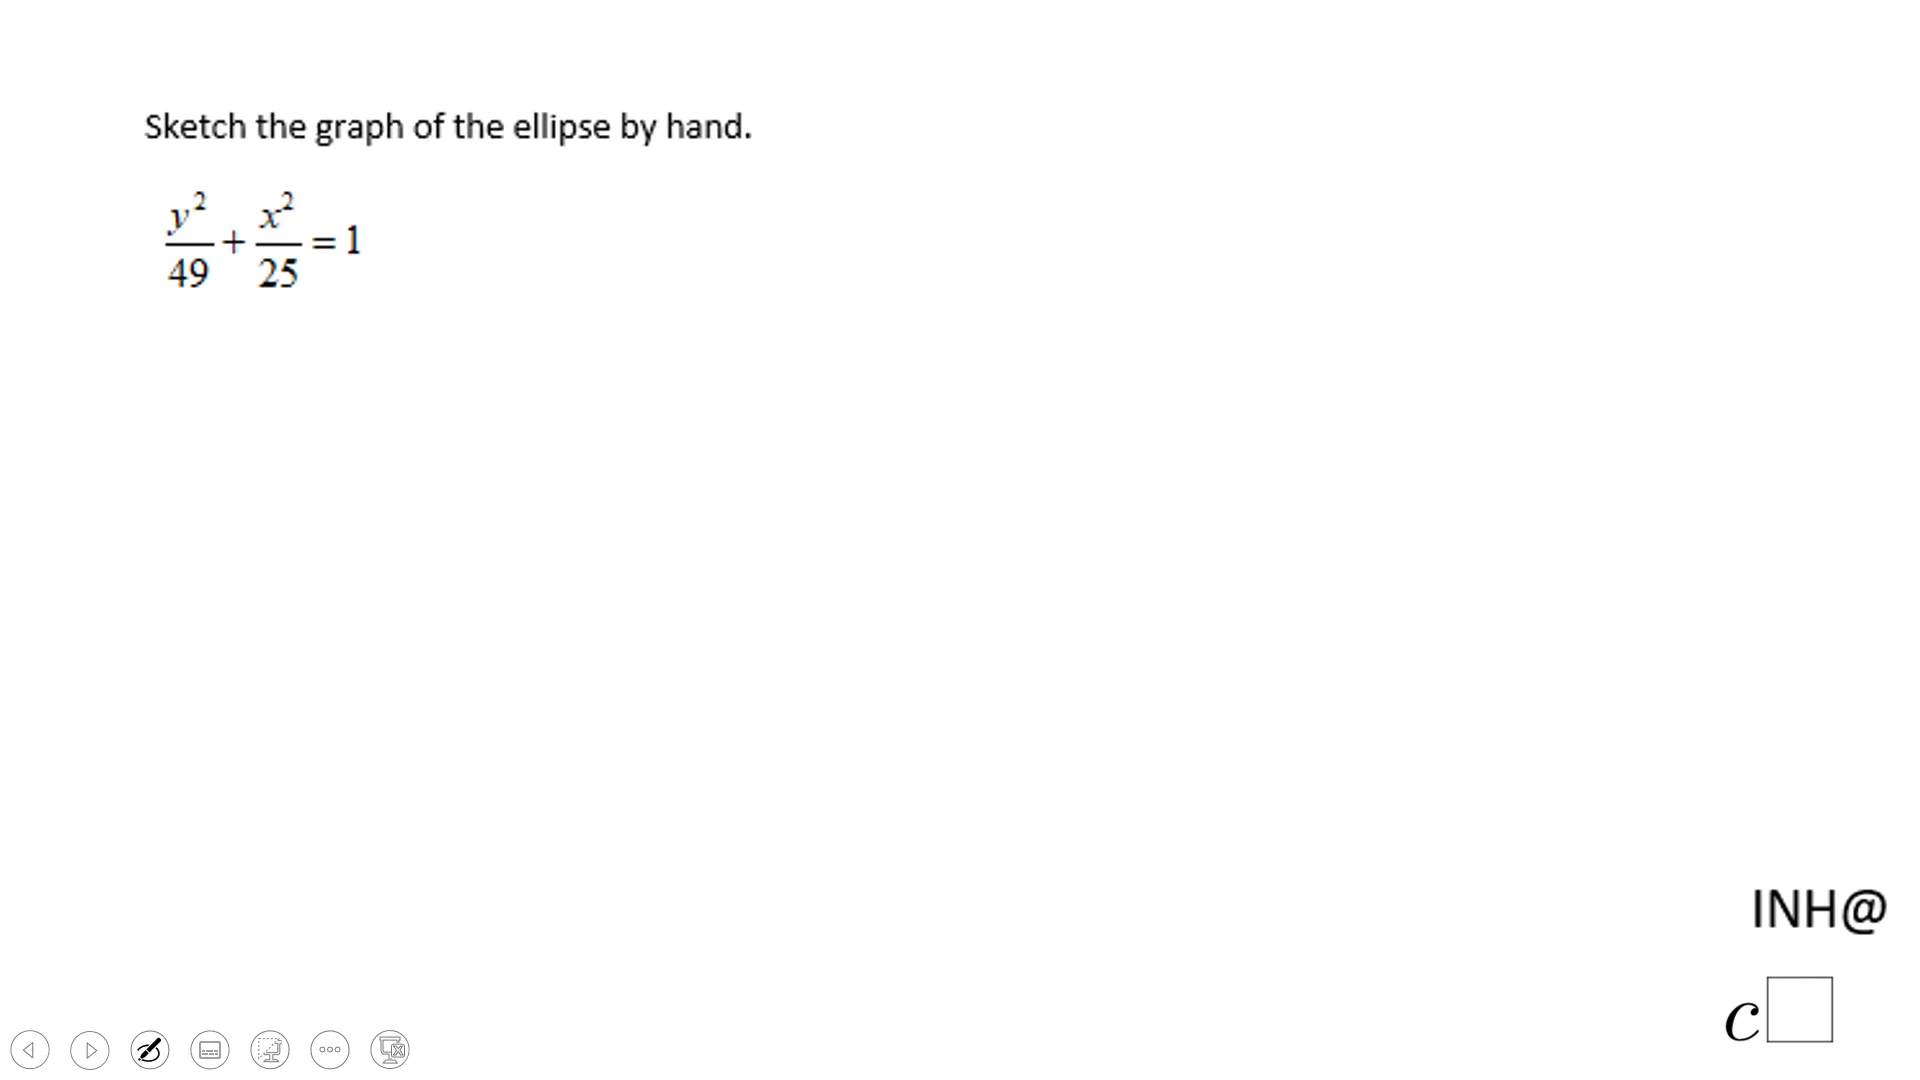 Sketch the graph of the ellipse by hand.
y²/49 + x²/25 = 1
INH@
c□